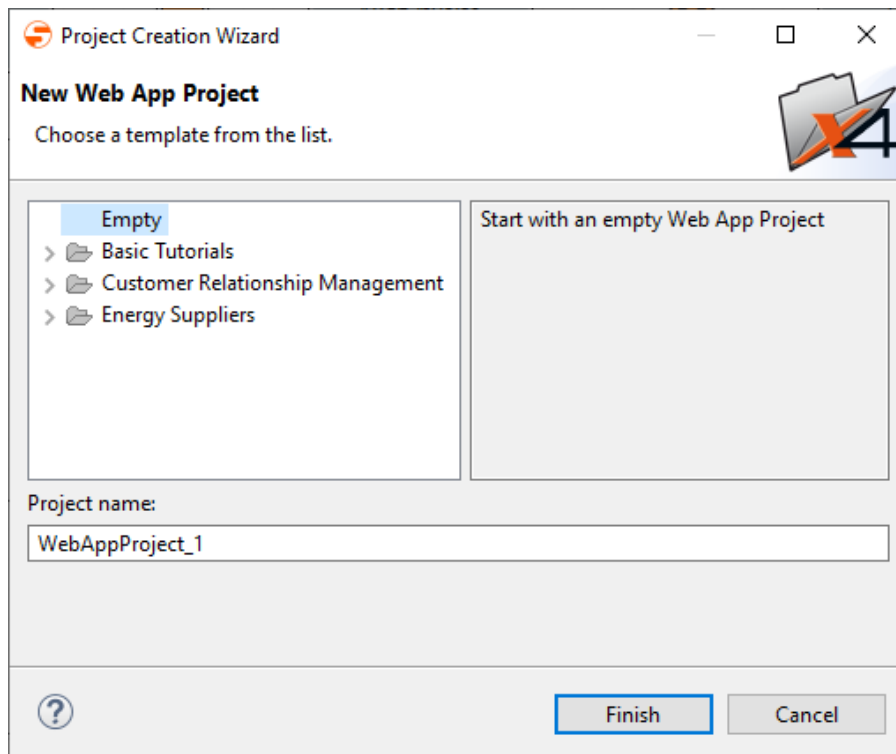 Project Creation Wizard
New Web App Project
Choose a template from the list.
X4
Empty
Basic Tutorials
Customer Relationship Management
Energy Suppliers
Start with an empty Web App Project
Project name:
WebAppProject_1
?
Finish
Cancel